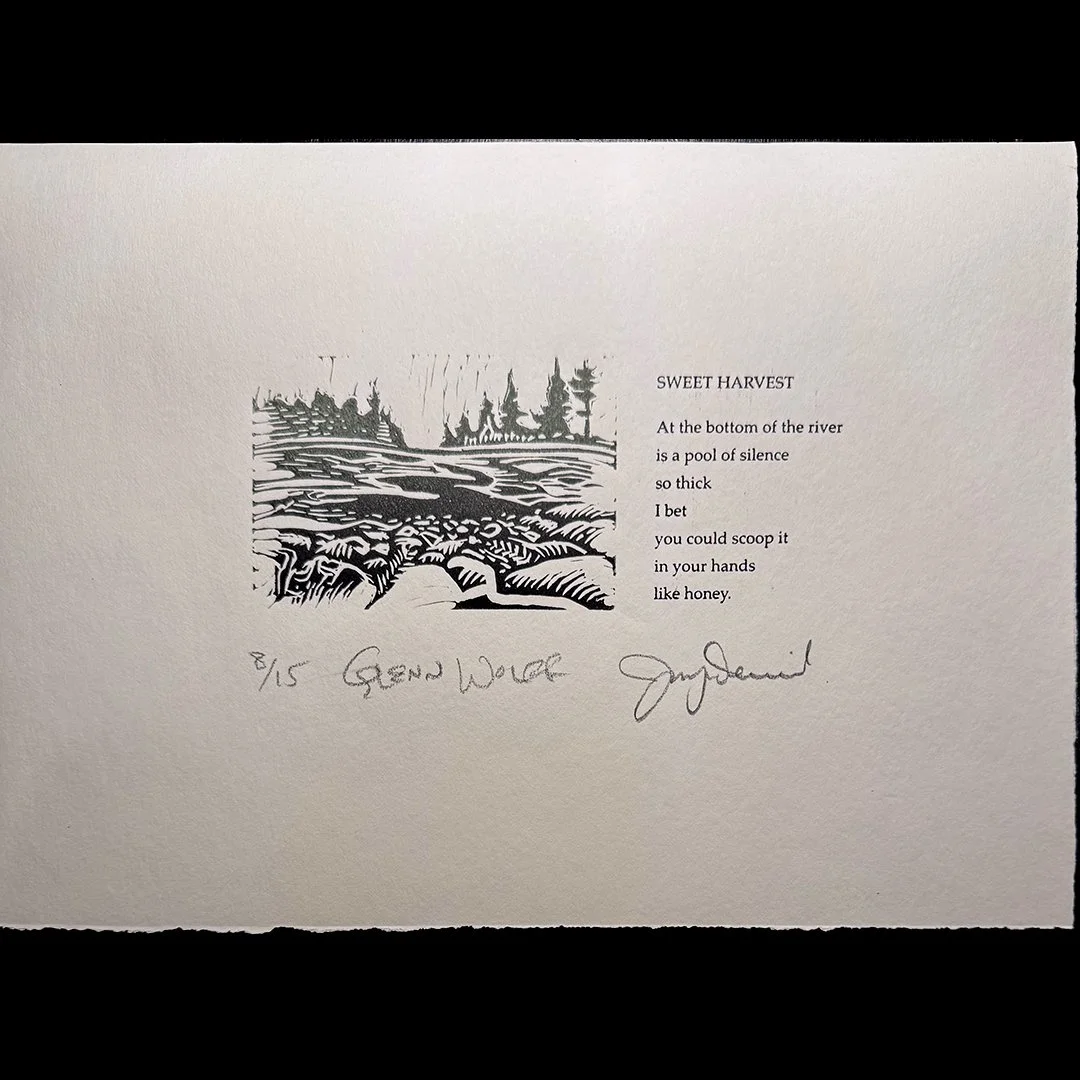 SWEET HARVEST
At the bottom of the river
is a pool of silence
so thick
I bet
you could scoop it
in your hands
like honey.
8/15 GLENN WOLFF